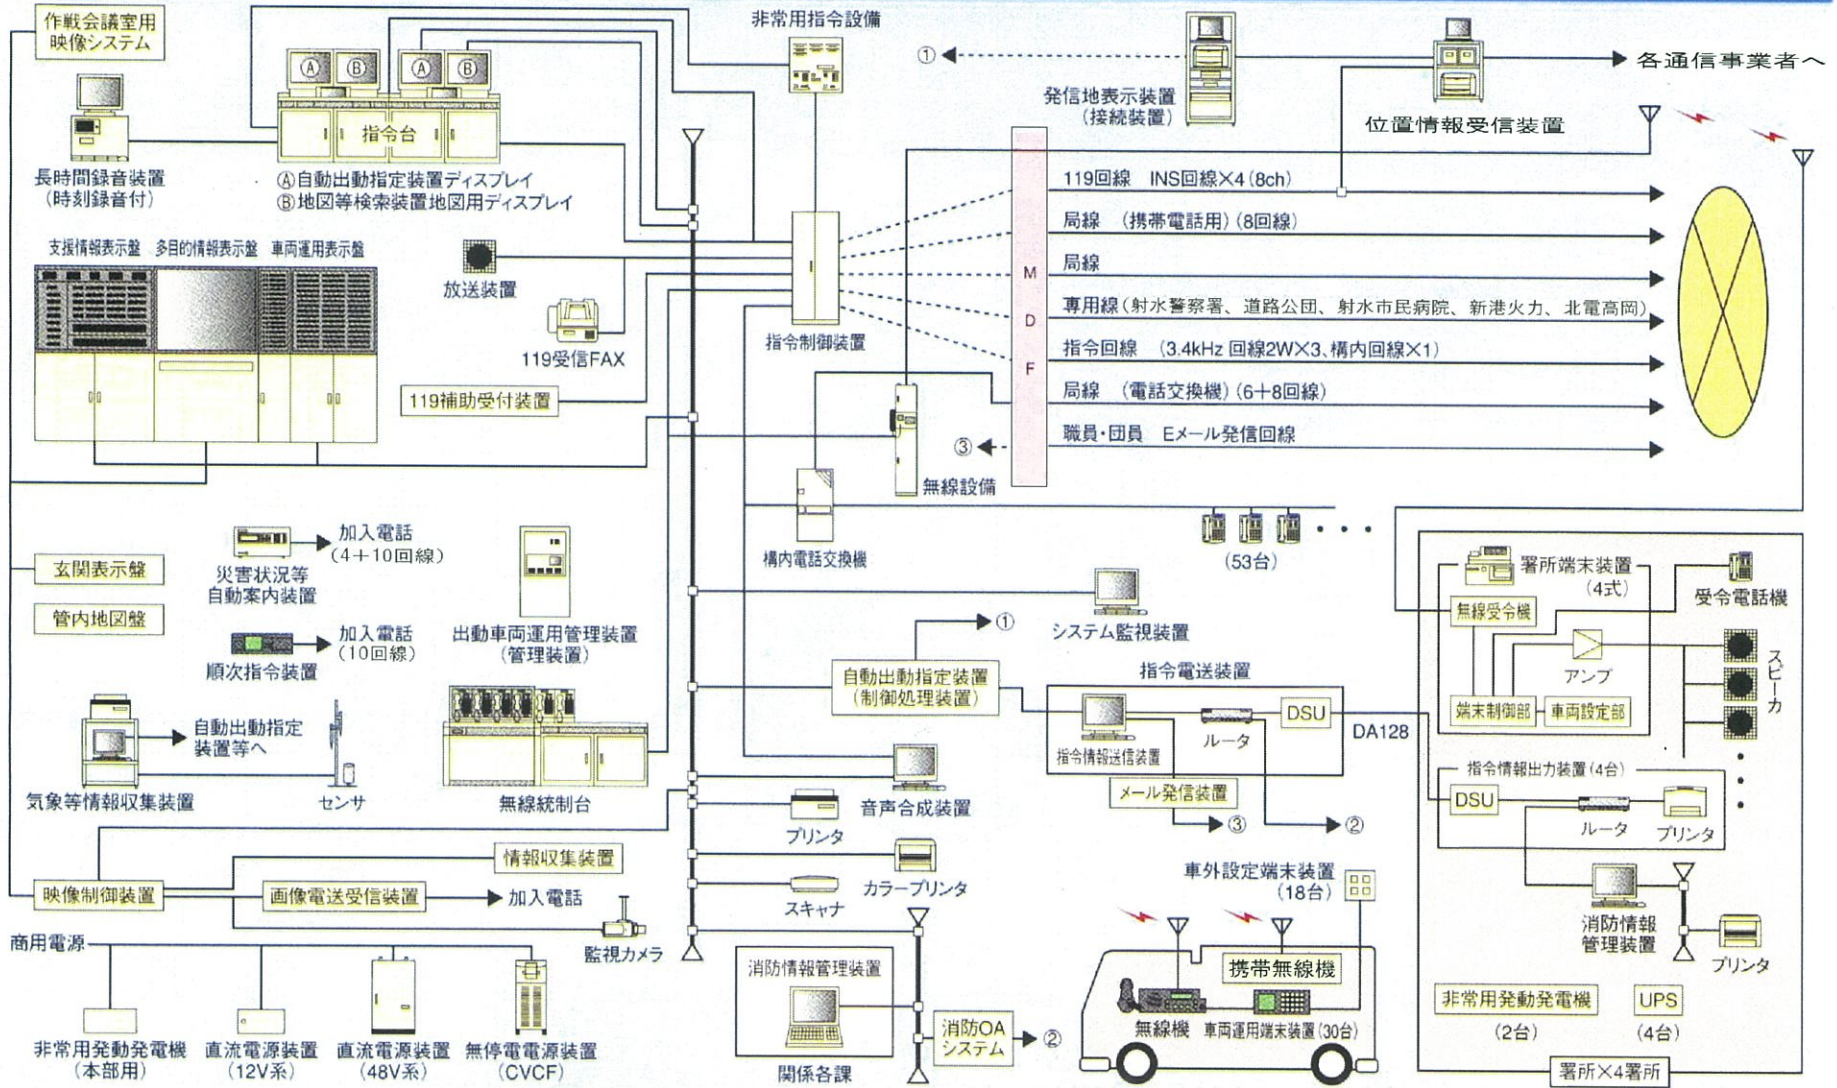 作戦会議室用
映像システム
長時間録音装置
(時刻録音付)
Ⓐ Ⓑ Ⓐ Ⓑ
指令台
Ⓐ自動出動指定装置ディスプレイ
Ⓑ地図等検索装置地図用ディスプレイ
非常用指令設備
①
発信地表示装置
(接続装置)
位置情報受信装置
各通信事業者へ
支援情報表示盤 多目的情報表示盤 車両運用表示盤
放送装置
119受信FAX
119補助受付装置
指令制御装置
M
D
F
119回線 INS回線×4(8ch)
局線 (携帯電話用)(8回線)
局線
専用線(射水警察署、道路公団、射水市民病院、新港火力、北電高岡)
指令回線 (3.4kHz 回線2W×3、構内回線×1)
局線 (電話交換機)(6+8回線)
職員・団員 Eメール発信回線
③
無線設備
構内電話交換機
(53台)
玄関表示盤
管内地図盤
災害状況等
自動案内装置
加入電話
(4+10回線)
順次指令装置
加入電話
(10回線)
出動車両運用管理装置
(管理装置)
気象等情報収集装置
自動出動指定
装置等へ
センサ
無線統制台
システム監視装置
①
自動出動指定装置
(制御処理装置)
指令電送装置
指令情報送信装置
ルータ
DSU
DA128
メール発信装置
③
②
音声合成装置
プリンタ
カラープリンタ
スキャナ
情報収集装置
映像制御装置
画像電送受信装置
加入電話
監視カメラ
商用電源
非常用発動発電機
(本部用)
直流電源装置
(12V系)
直流電源装置
(48V系)
無停電電源装置
(CVCF)
消防情報管理装置
関係各課
消防OA
システム
②
車外設定端末装置
(18台)
携帯無線機
無線機
車両運用端末装置(30台)
署所端末装置
(4式)
無線受令機
受令電話機
アンプ
スピーカ
端末制御部
車両設定部
指令情報出力装置(4台)
DSU
ルータ
プリンタ
消防情報
管理装置
プリンタ
非常用発動発電機
(2台)
UPS
(4台)
署所×4署所